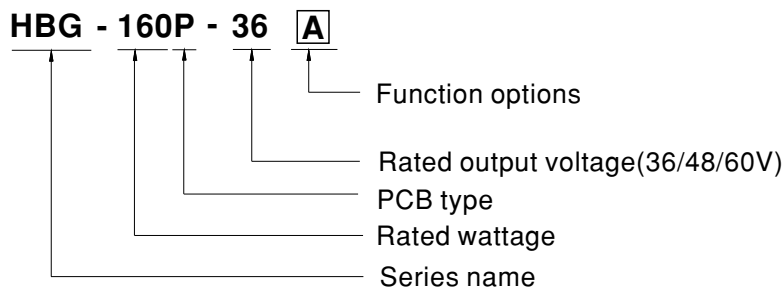 HBG - 160P - 36 A
Function options
Rated output voltage(36/48/60V)
PCB type
Rated wattage
Series name